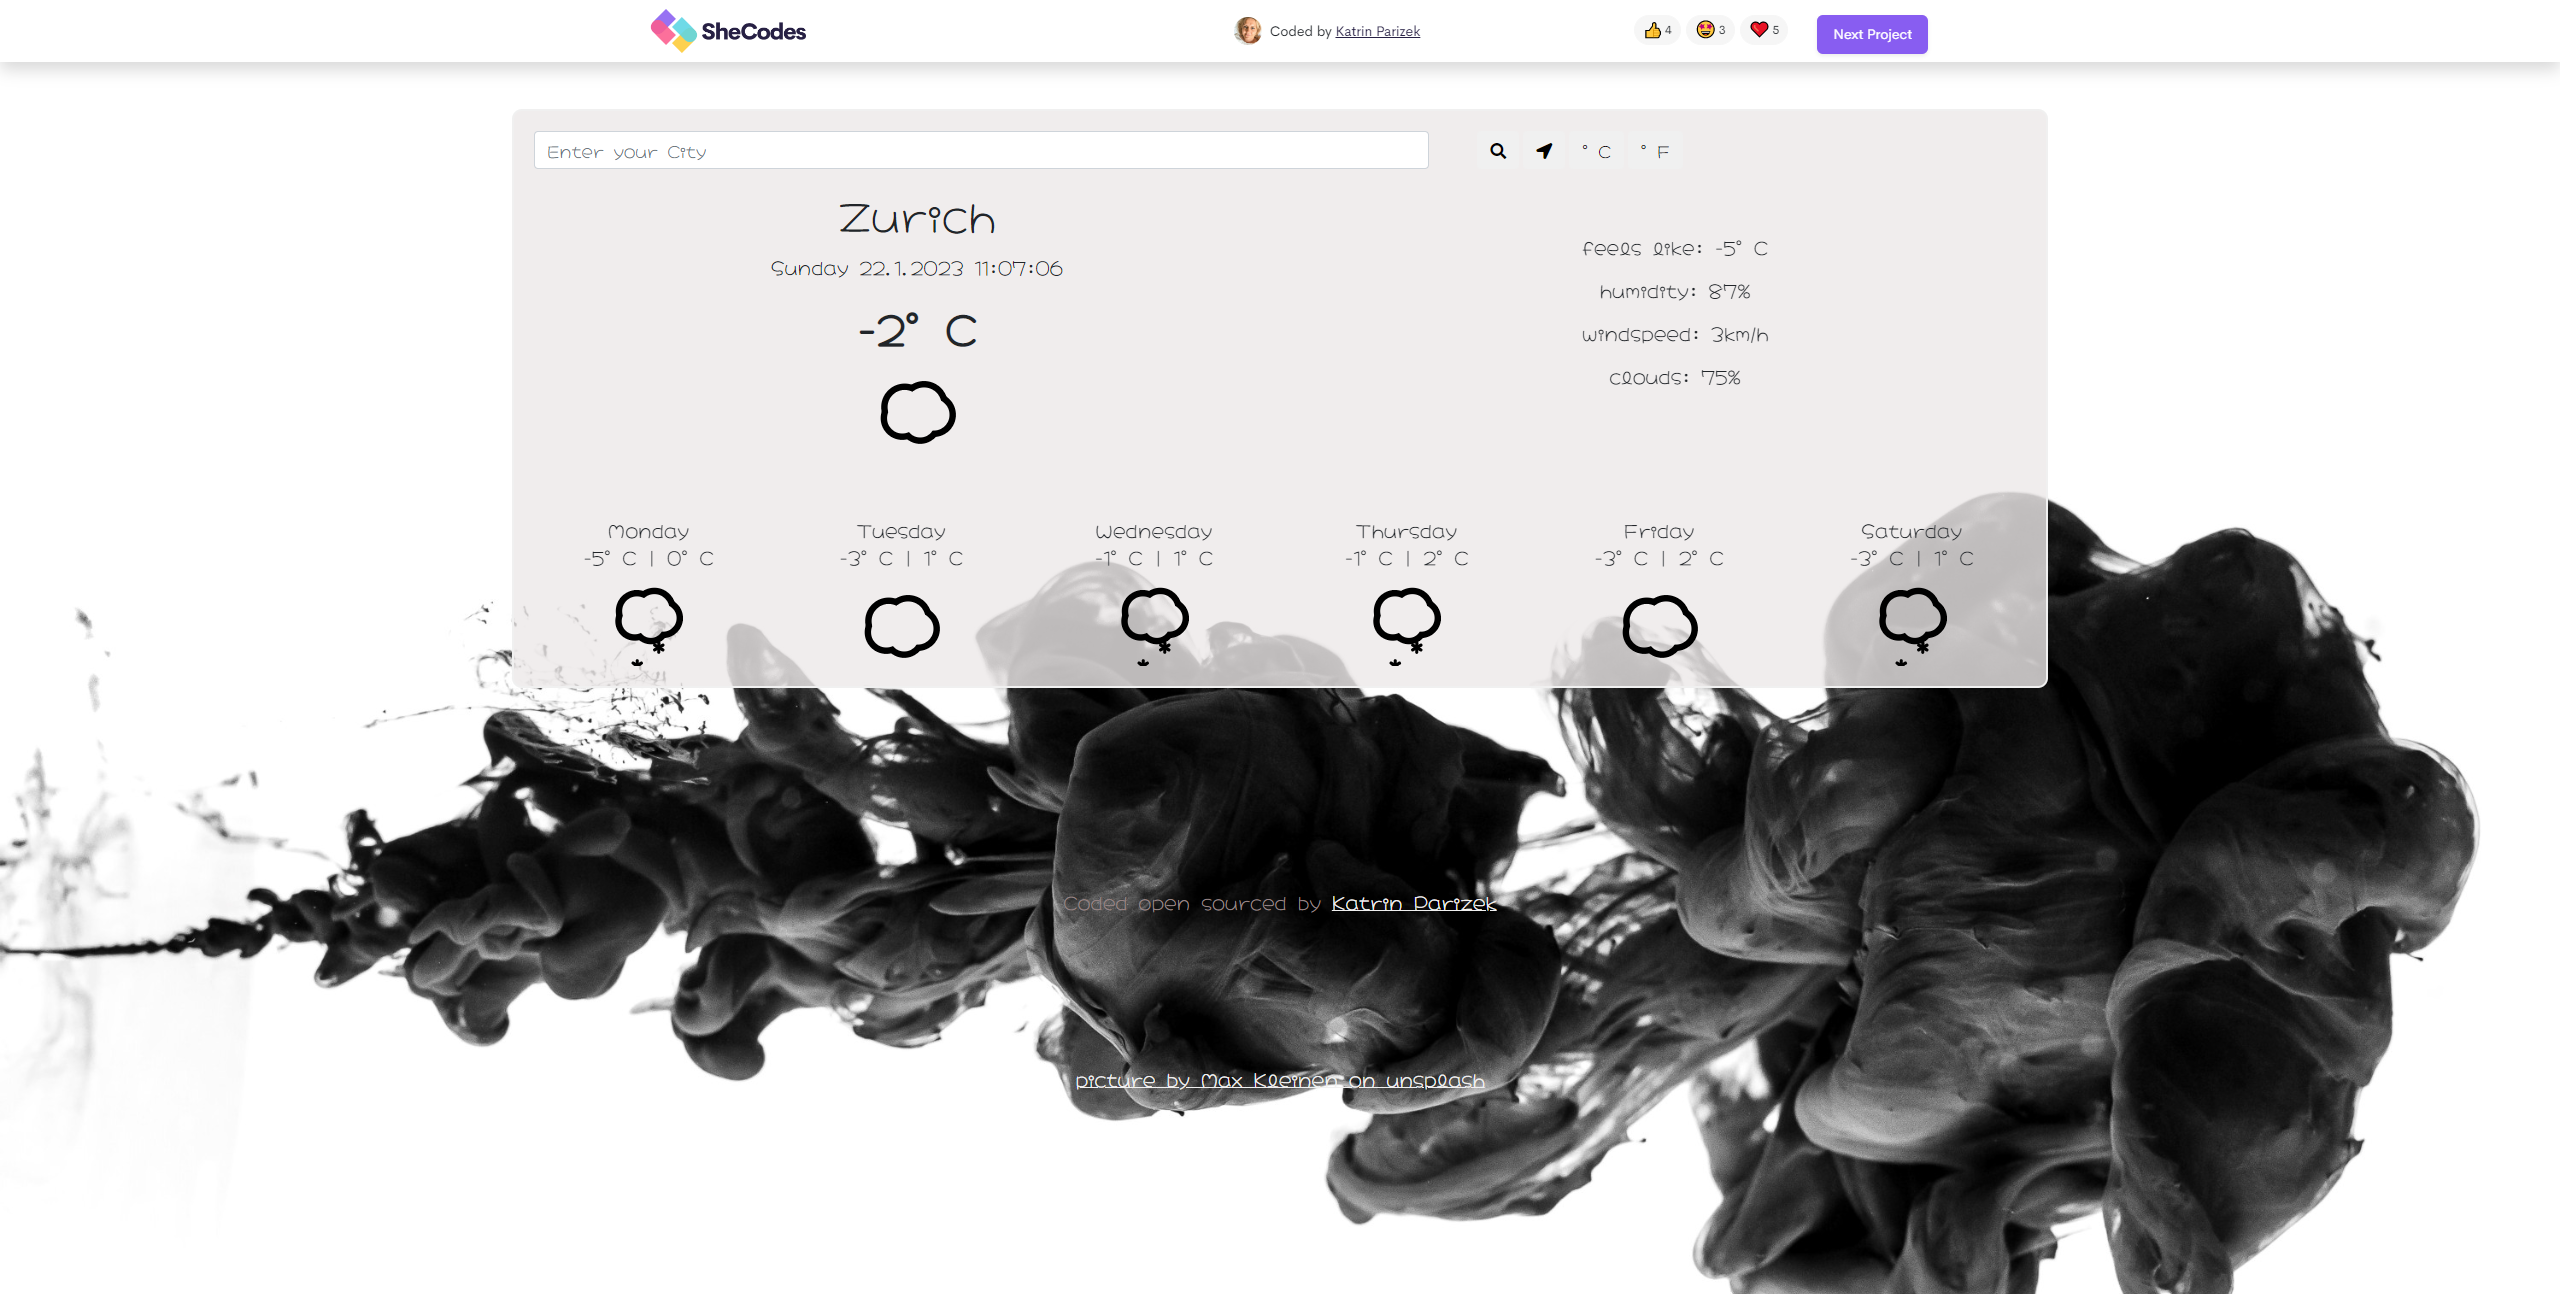 SheCodes
Coded by Katrin Parizek
4
3
5
Next Project
Enter your City
° C
° F
Zurich
Sunday 22.1.2023 11:07:06
-2° C
feels like: -5° C
humidity: 87%
windspeed: 3km/h
clouds: 75%
Monday
-5° C | 0° C
Tuesday
-3° C | 1° C
Wednesday
-1° C | 1° C
Thursday
-1° C | 2° C
Friday
-3° C | 2° C
Saturday
-3° C | 1° C
Coded open sourced by Katrin Parizek
picture by Max Kleinen on unsplash